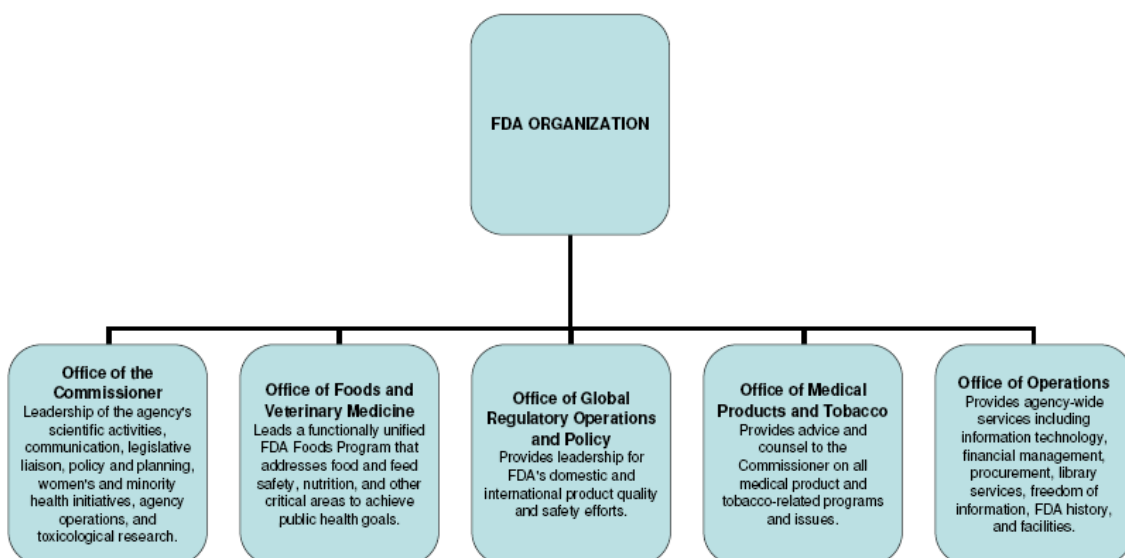 FDA ORGANIZATION
Office of the
Commissioner
Leadership of the agency's
scientific activities,
communication, legislative
liaison, policy and planning,
women's and minority
health initiatives, agency
operations, and
toxicological research.
Office of Foods and
Veterinary Medicine
Leads a functionally unified
FDA Foods Program that
addresses food and feed
safety, nutrition, and other
critical areas to achieve
public health goals.
Office of Global
Regulatory Operations
and Policy
Provides leadership for
FDA's domestic and
international product quality
and safety efforts.
Office of Medical
Products and Tobacco
Provides advice and
counsel to the
Commissioner on all
medical product and
tobacco-related programs
and issues.
Office of Operations
Provides agency-wide
services including
information technology,
financial management,
procurement, library
services, freedom of
information, FDA history,
and facilities.